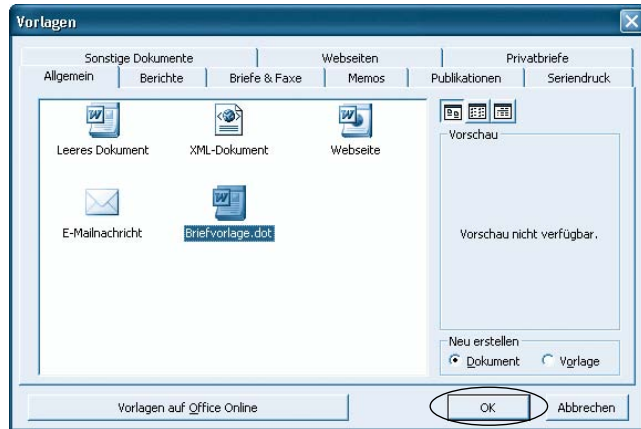 Vorlagen
Sonstige Dokumente Webseiten Privatbriefe
Allgemein Berichte Briefe & Faxe Memos Publikationen Seriendruck
Leeres Dokument XML-Dokument Webseite
E-Mailnachricht Briefvorlage.dot
Vorschau
Vorschau nicht verfügbar.
Neu erstellen
Dokument Vorlage
Vorlagen auf Office Online OK Abbrechen